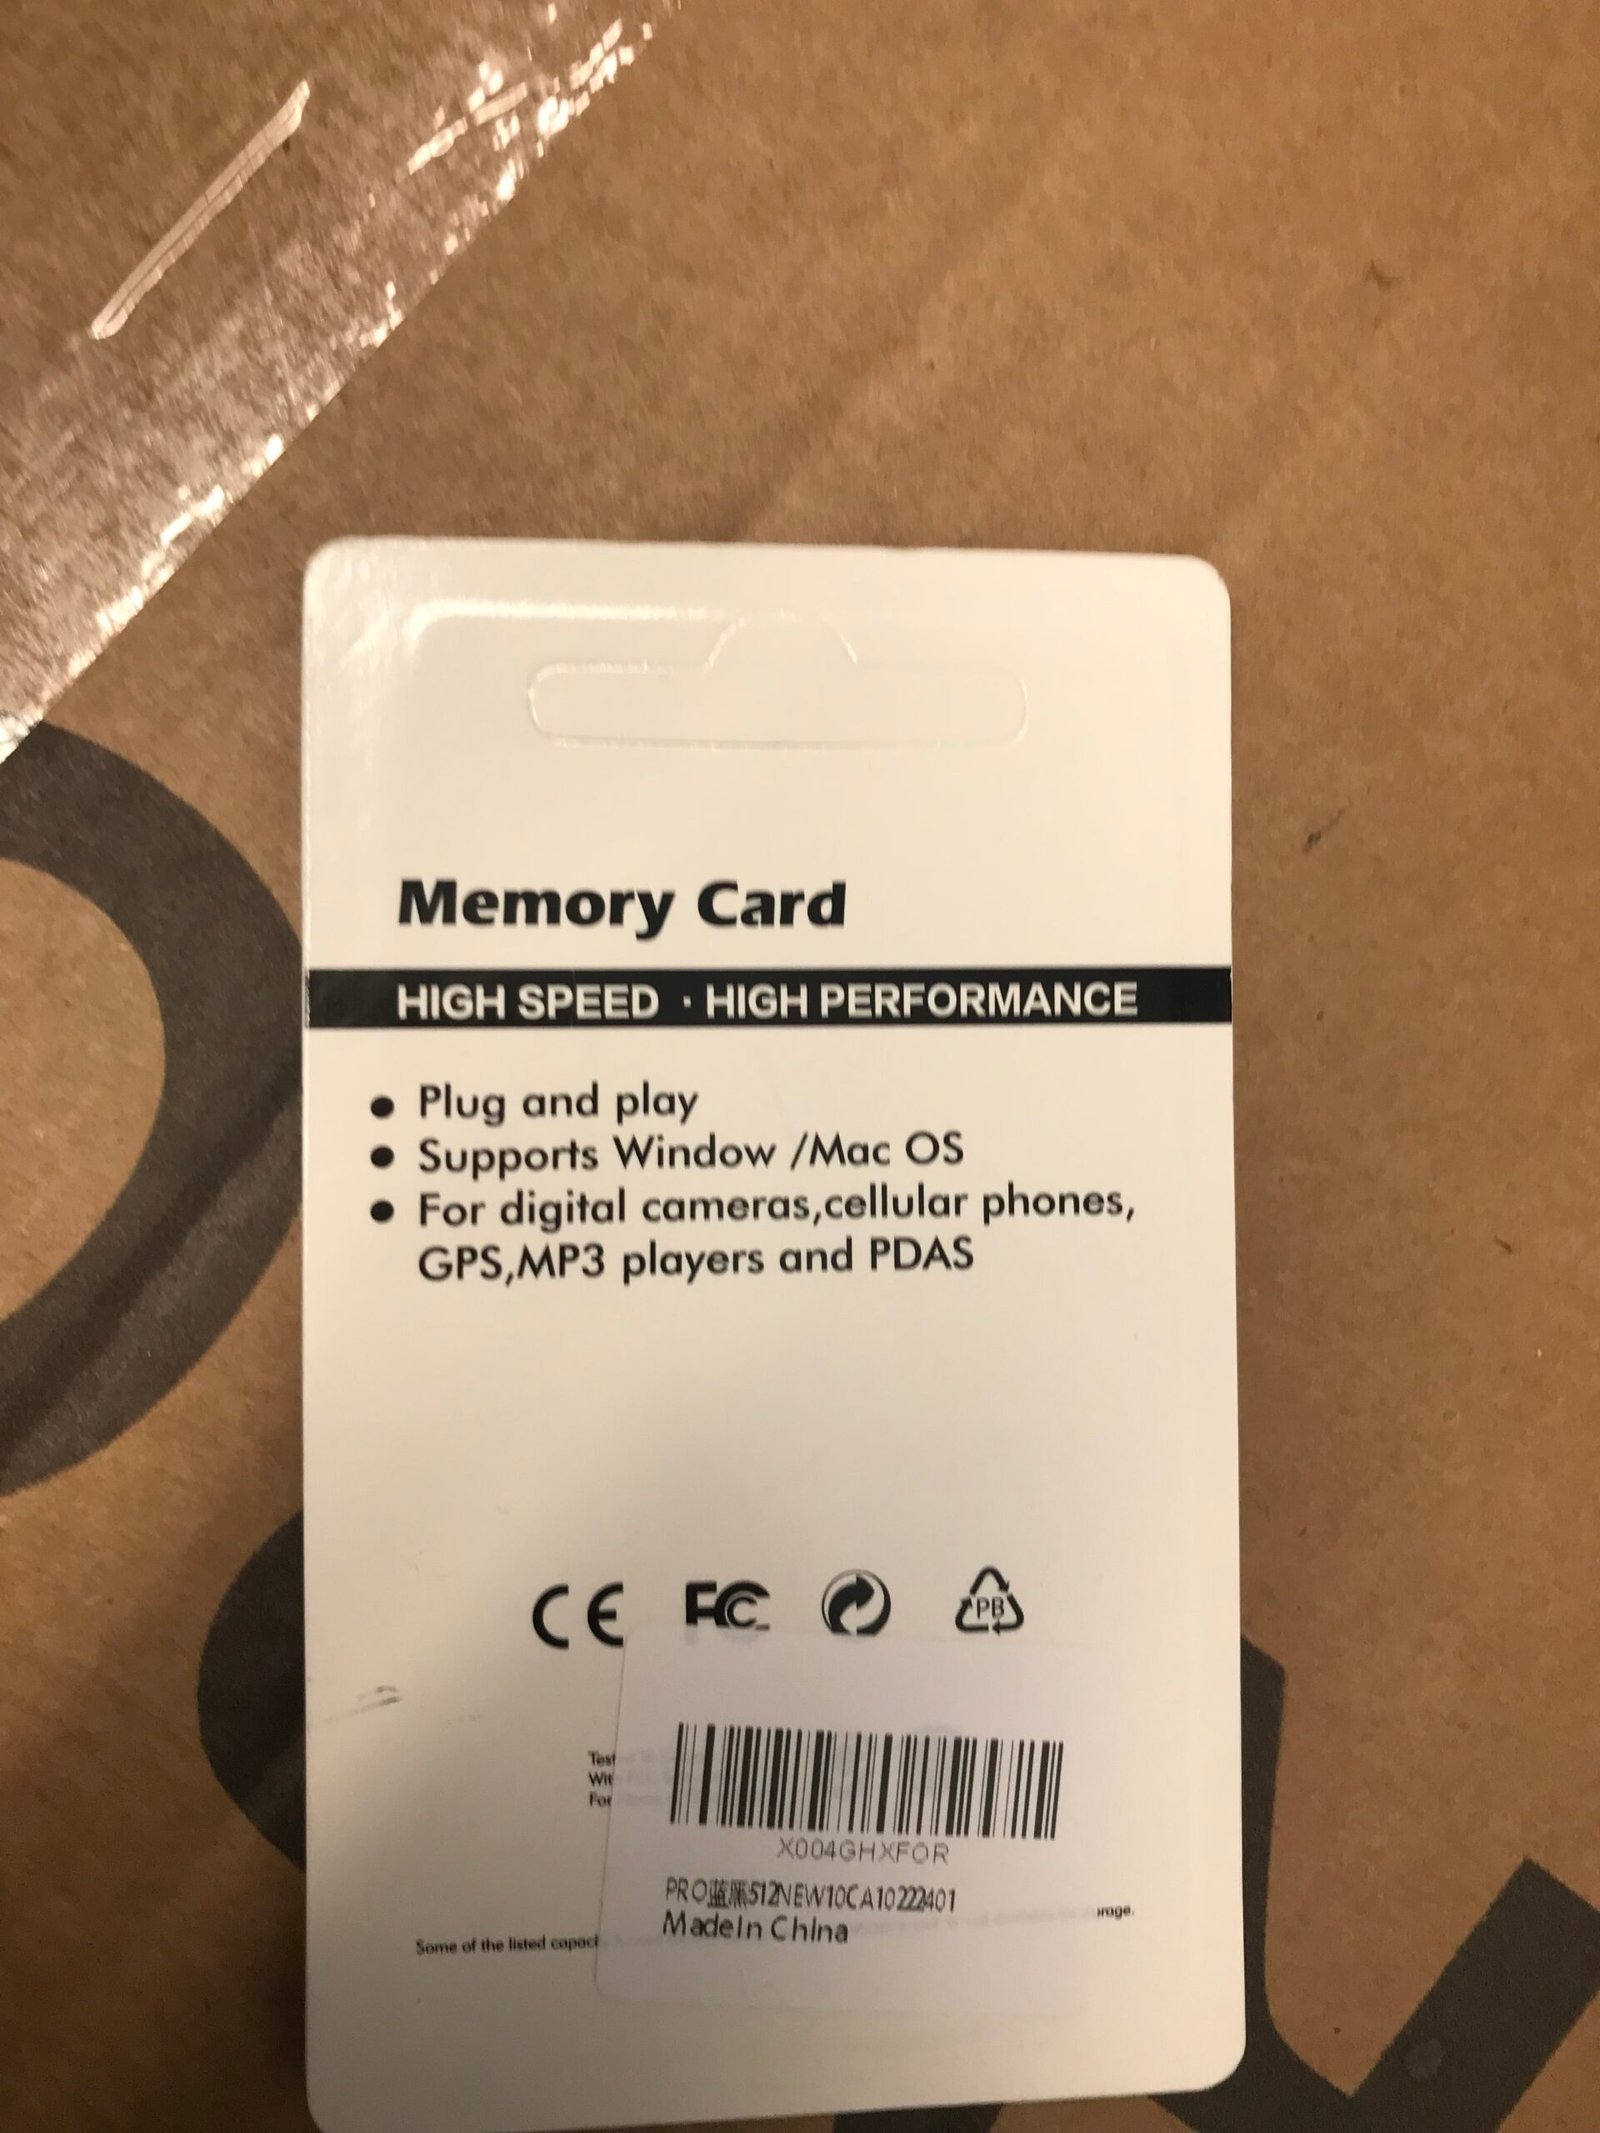 Memory Card
HIGH SPEED · HIGH PERFORMANCE
● Plug and play
● Supports Window /Mac OS
● For digital cameras,cellular phones,
GPS,MP3 players and PDAS
CE FC PB
X004GHXFOR
PRO蓝黑512NEW10CA10222401
MadeIn China
Some of the listed